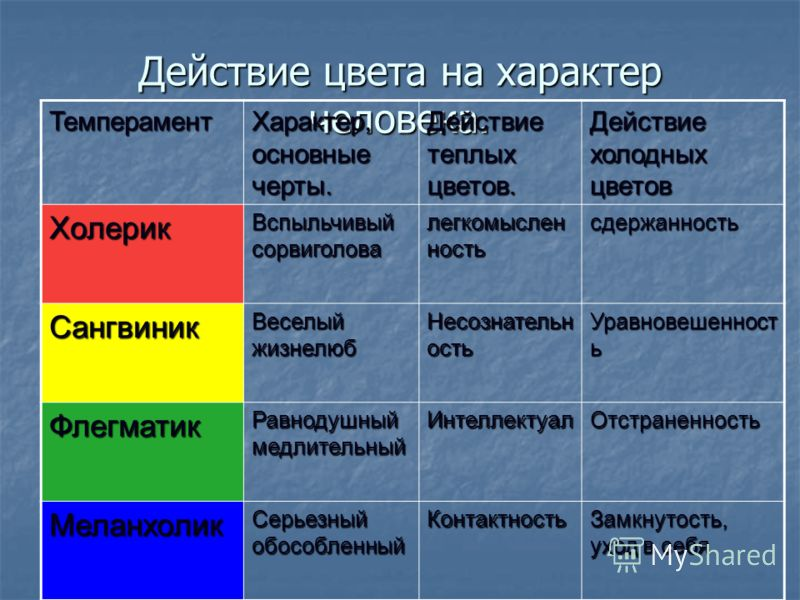 Действие цвета на характер
человека.
Темперамент
Характер,
основные
черты.
Действие
теплых
цветов.
Действие
холодных
цветов
Холерик
Вспыльчивый
сорвиголова
легкомыслен
ность
сдержанность
Сангвиник
Веселый
жизнелюб
Несознательн
ость
Уравновешенност
ь
Флегматик
Равнодушный
медлительный
Интеллектуал
Отстраненность
Меланхолик
Серьезный
обособленный
Контактность
Замкнутость,
уход в себя
MyShared